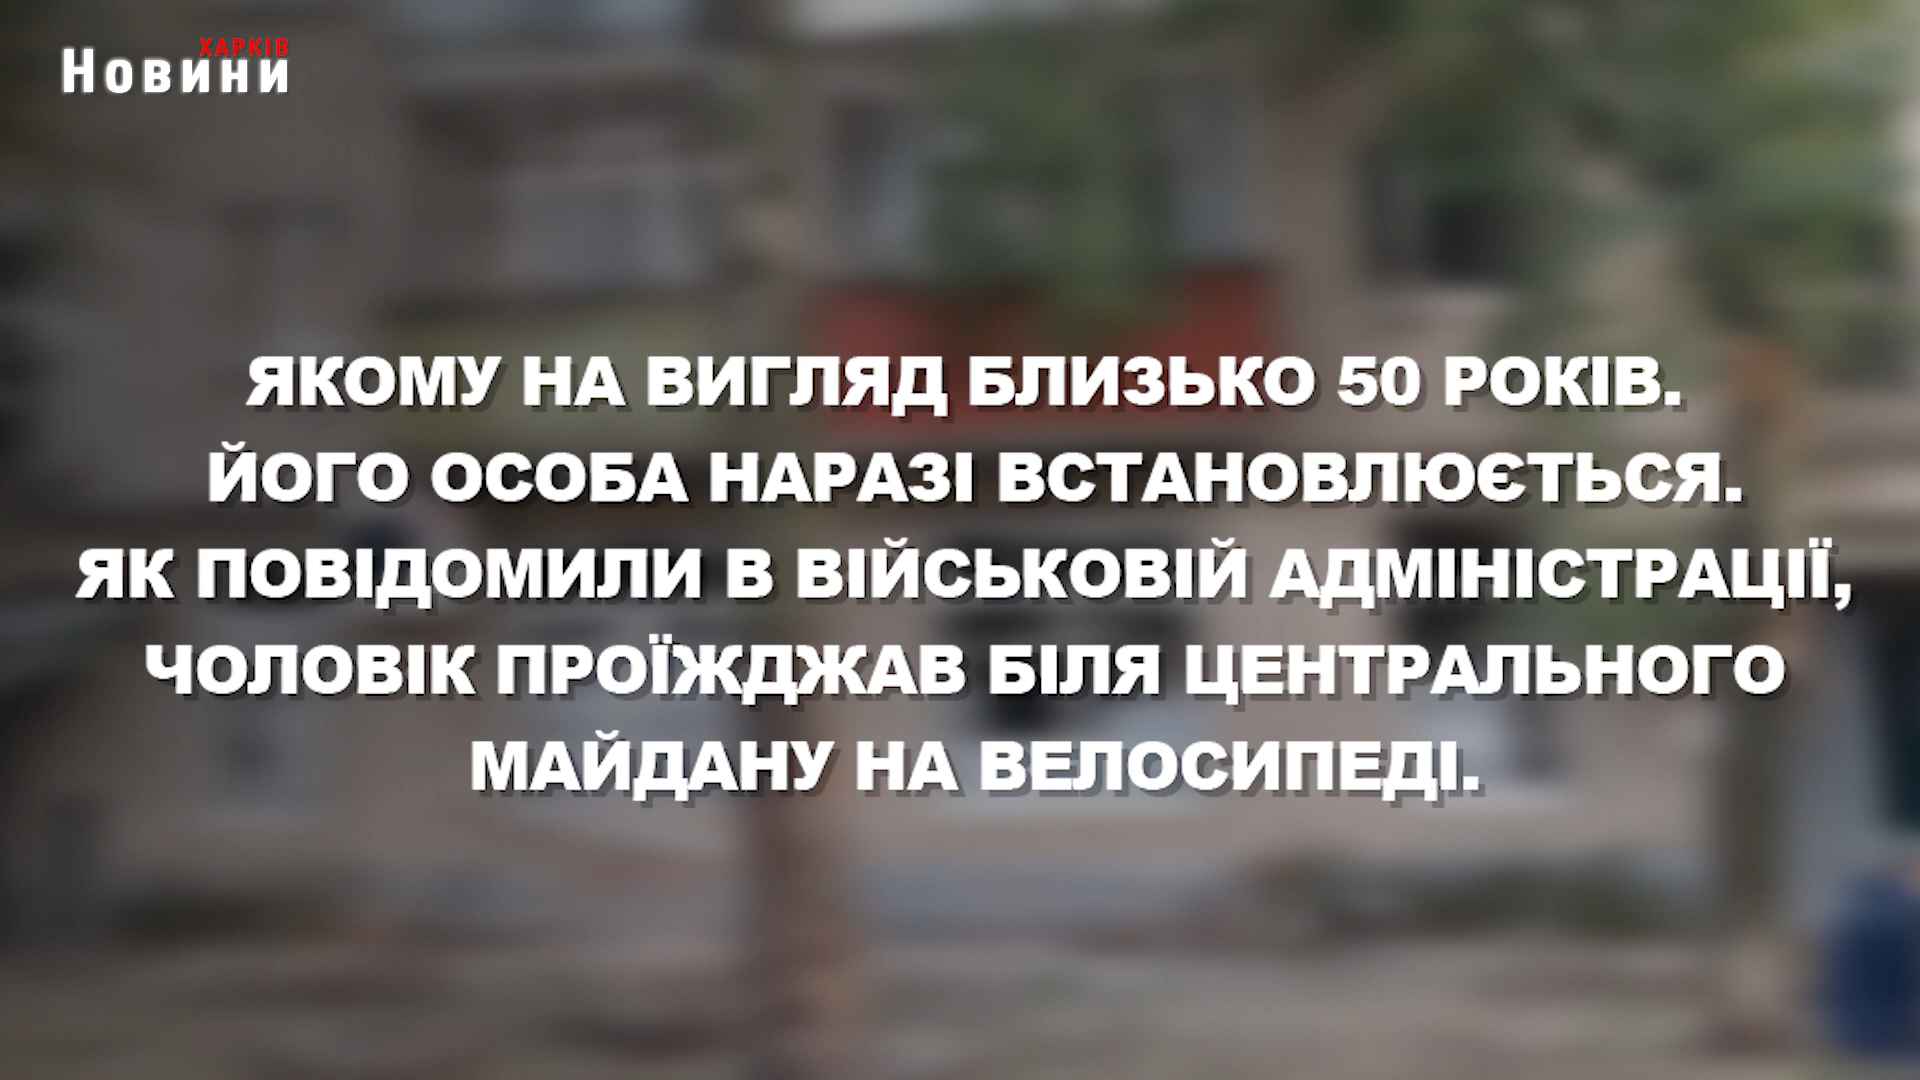 ХАРКІВ
Новини
ЯКОМУ НА ВИГЛЯД БЛИЗЬКО 50 РОКІВ.
ЙОГО ОСОБА НАРАЗІ ВСТАНОВЛЮЄТЬСЯ.
ЯК ПОВІДОМИЛИ В ВІЙСЬКОВІЙ АДМІНІСТРАЦІЇ,
ЧОЛОВІК ПРОЇЖДЖАВ БІЛЯ ЦЕНТРАЛЬНОГО
МАЙДАНУ НА ВЕЛОСИПЕДІ.